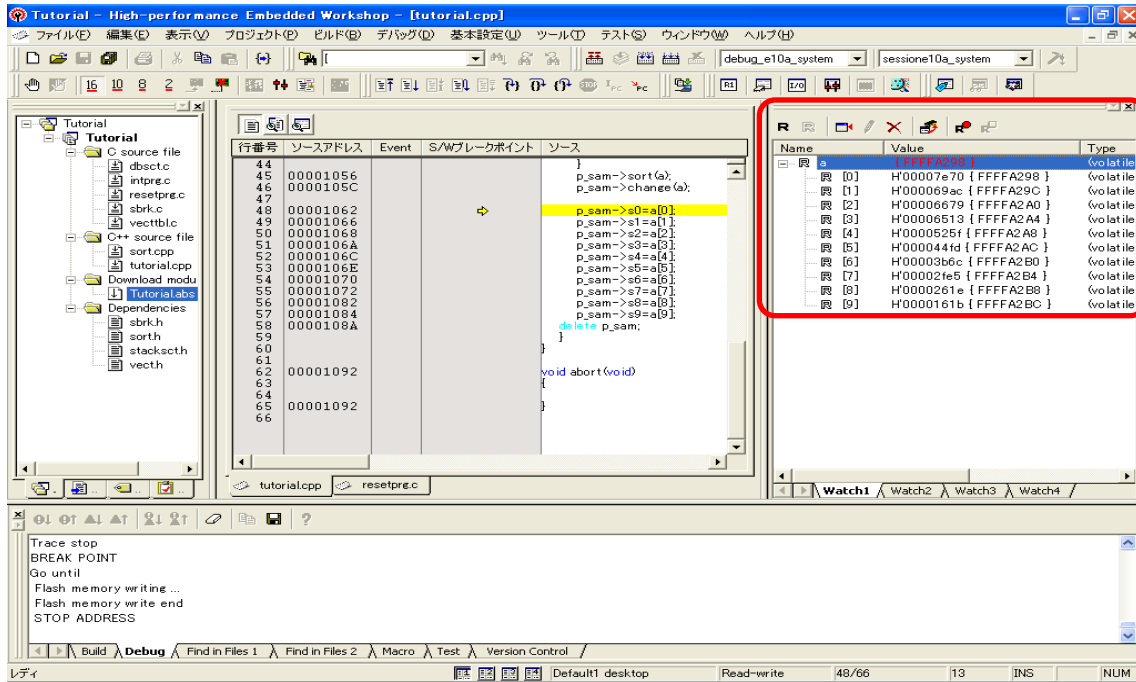 Tutorial - High-performance Embedded Workshop - [tutorial.cpp]
ファイル(F) 編集(E) 表示(V) プロジェクト(P) ビルド(B) デバッグ(D) 基本設定(U) ツール(T) テスト(S) ウィンドウ(W) ヘルプ(H)
debug_e10a_system sessione10a_system
16 10 8 2
Tutorial
Tutorial
C source file
dbsct.c
intprg.c
resetprg.c
sbrk.c
vecttbl.c
C++ source file
sort.cpp
tutorial.cpp
Download modu
Tutorial.abs
Dependencies
sbrk.h
sort.h
stacksct.h
vect.h
行番号 ソースアドレス Event S/Wブレークポイント ソース
44 }
45 00001056 p_sam->sort(a);
46 0000105C p_sam->change(a);
47
48 00001062 p_sam->s0=a[0];
49 00001066 p_sam->s1=a[1];
50 00001068 p_sam->s2=a[2];
51 0000106A p_sam->s3=a[3];
52 0000106C p_sam->s4=a[4];
53 0000106E p_sam->s5=a[5];
54 00001070 p_sam->s6=a[6];
55 00001072 p_sam->s7=a[7];
56 00001082 p_sam->s8=a[8];
57 00001084 p_sam->s9=a[9];
58 0000108A delete p_sam;
59 }
60 }
61
62 00001092 void abort(void)
63 {
64
65 00001092 }
66
tutorial.cpp resetprg.c
R
Name Value Type
a { FFFFA298 } (volatile
[0] H'00007e70 { FFFFA298 } (volatile
[1] H'000069ac { FFFFA29C } (volatile
[2] H'00006679 { FFFFA2A0 } (volatile
[3] H'00006513 { FFFFA2A4 } (volatile
[4] H'0000525f { FFFFA2A8 } (volatile
[5] H'000044fd { FFFFA2AC } (volatile
[6] H'00003b6c { FFFFA2B0 } (volatile
[7] H'00002fe5 { FFFFA2B4 } (volatile
[8] H'0000261e { FFFFA2B8 } (volatile
[9] H'0000161b { FFFFA2BC } (volatile
Watch1 Watch2 Watch3 Watch4
Trace stop
BREAK POINT
Go until
Flash memory writing ...
Flash memory write end
STOP ADDRESS
Build Debug Find in Files 1 Find in Files 2 Macro Test Version Control
レディ Default1 desktop Read-write 48/66 13 INS NUM